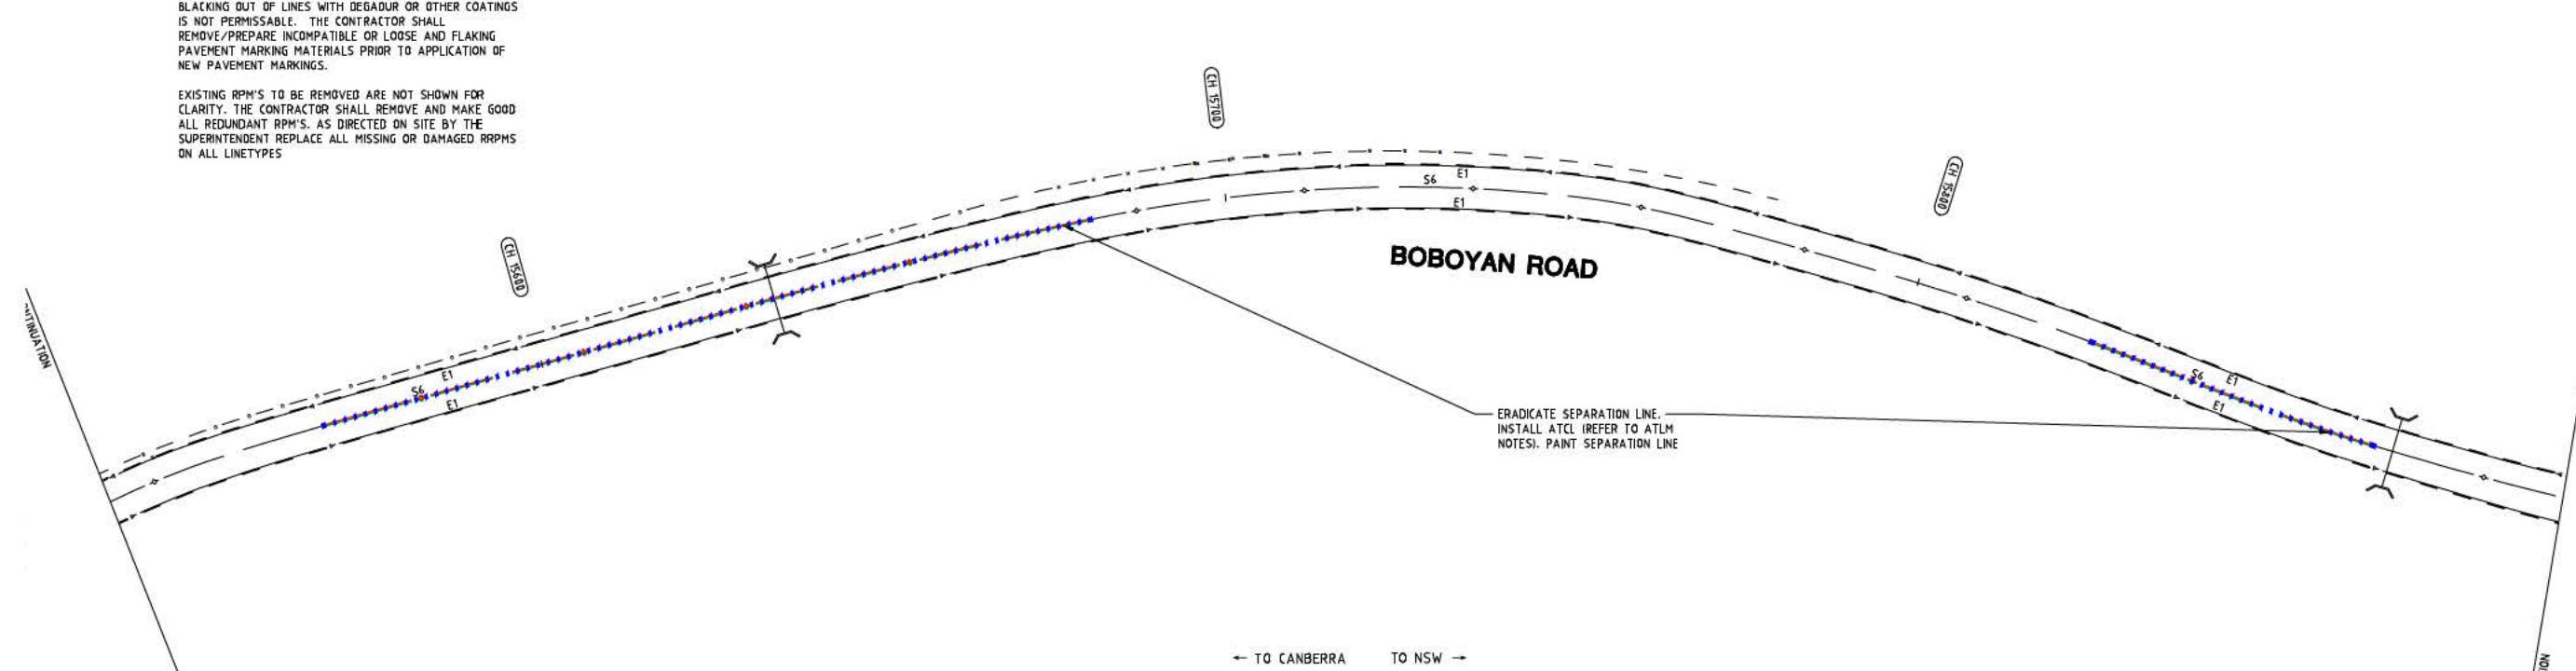 BLACKING OUT OF LINES WITH DEGADUR OR OTHER COATINGS
IS NOT PERMISSABLE. THE CONTRACTOR SHALL
REMOVE/PREPARE INCOMPATIBLE OR LOOSE AND FLAKING
PAVEMENT MARKING MATERIALS PRIOR TO APPLICATION OF
NEW PAVEMENT MARKINGS.
EXISTING RPM'S TO BE REMOVED ARE NOT SHOWN FOR
CLARITY. THE CONTRACTOR SHALL REMOVE AND MAKE GOOD
ALL REDUNDANT RPM'S. AS DIRECTED ON SITE BY THE
SUPERINTENDENT REPLACE ALL MISSING OR DAMAGED RRPMS
ON ALL LINETYPES
CH 15700
CH 15800
CH 15600
S6
E1
E1
BOBOYAN ROAD
S6
E1
E1
S6
E1
E1
ERADICATE SEPARATION LINE.
INSTALL ATCL (REFER TO ATLM
NOTES). PAINT SEPARATION LINE
← TO CANBERRA
TO NSW →